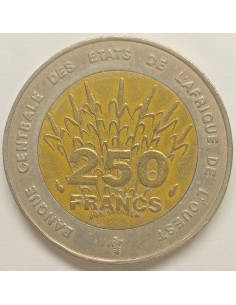 BANQUE CENTRALE DES ETATS DE L'AFRIQUE DE L'OUEST
250
FRANCS